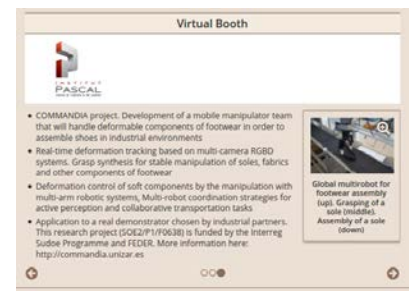 Virtual Booth
INSTITUT
PASCAL
• COMMANDIA project. Development of a mobile manipulator team
that will handle deformable components of footwear in order to
assemble shoes in industrial environments
• Real-time deformation tracking based on multi-camera RGBD
systems. Grasp synthesis for stable manipulation of soles, fabrics
and other components of footwear
• Deformation control of soft components by the manipulation with
multi-arm robotic systems, Multi-robot coordination strategies for
active perception and collaborative transportation tasks
• Application to a real demonstrator chosen by industrial partners.
This research project (SOE2/P1/F0638) is funded by the Interreg
Sudoe Programme and FEDER. More information here:
http://commandia.unizar.es
Global multirobot for
footwear assembly
(up). Grasping of a
sole (middle).
Assembly of a sole
(down)